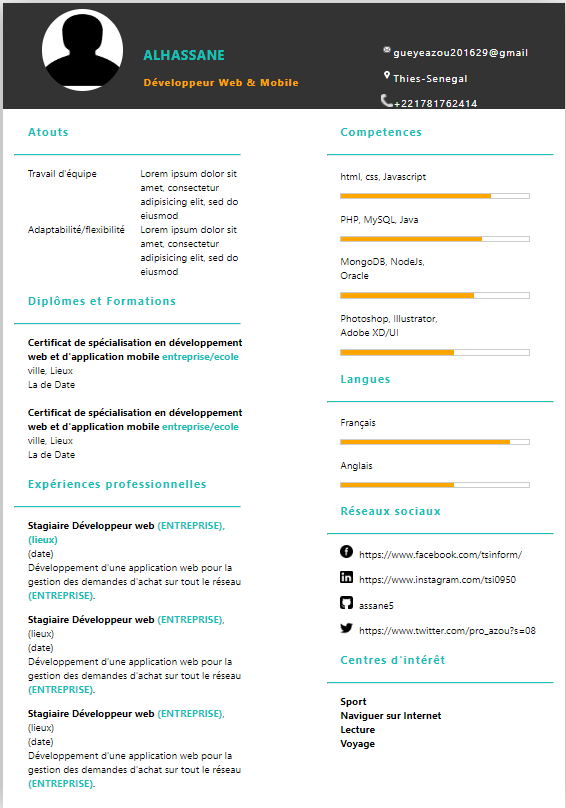 ALHASSANE
Développeur Web & Mobile
gueyeazou201629@gmail
Thies-Senegal
+221781762414
Atouts
Travail d'équipe
Lorem ipsum dolor sit
amet, consectetur
adipisicing elit, sed do
eiusmod
Adaptabilité/flexibilité
Lorem ipsum dolor sit
amet, consectetur
adipisicing elit, sed do
eiusmod
Diplômes et Formations
Certificat de spécialisation en développement
web et d'application mobile entreprise/ecole
ville, Lieux
La de Date
Certificat de spécialisation en développement
web et d'application mobile entreprise/ecole
ville, Lieux
La de Date
Expériences professionnelles
Stagiaire Développeur web (ENTREPRISE),
(lieux)
(date)
Développement d'une application web pour la
gestion des demandes d'achat sur tout le réseau
(ENTREPRISE).
Stagiaire Développeur web (ENTREPRISE),
(lieux)
(date)
Développement d'une application web pour la
gestion des demandes d'achat sur tout le réseau
(ENTREPRISE).
Stagiaire Développeur web (ENTREPRISE),
(lieux)
(date)
Développement d'une application web pour la
gestion des demandes d'achat sur tout le réseau
(ENTREPRISE).
Competences
html, css, Javascript
PHP, MySQL, Java
MongoDB, NodeJs,
Oracle
Photoshop, Illustrator,
Adobe XD/UI
Langues
Français
Anglais
Réseaux sociaux
https://www.facebook.com/tsinform/
https://www.instagram.com/tsi0950
assane5
https://www.twitter.com/pro_azou?s=08
Centres d'intérêt
Sport
Naviguer sur Internet
Lecture
Voyage